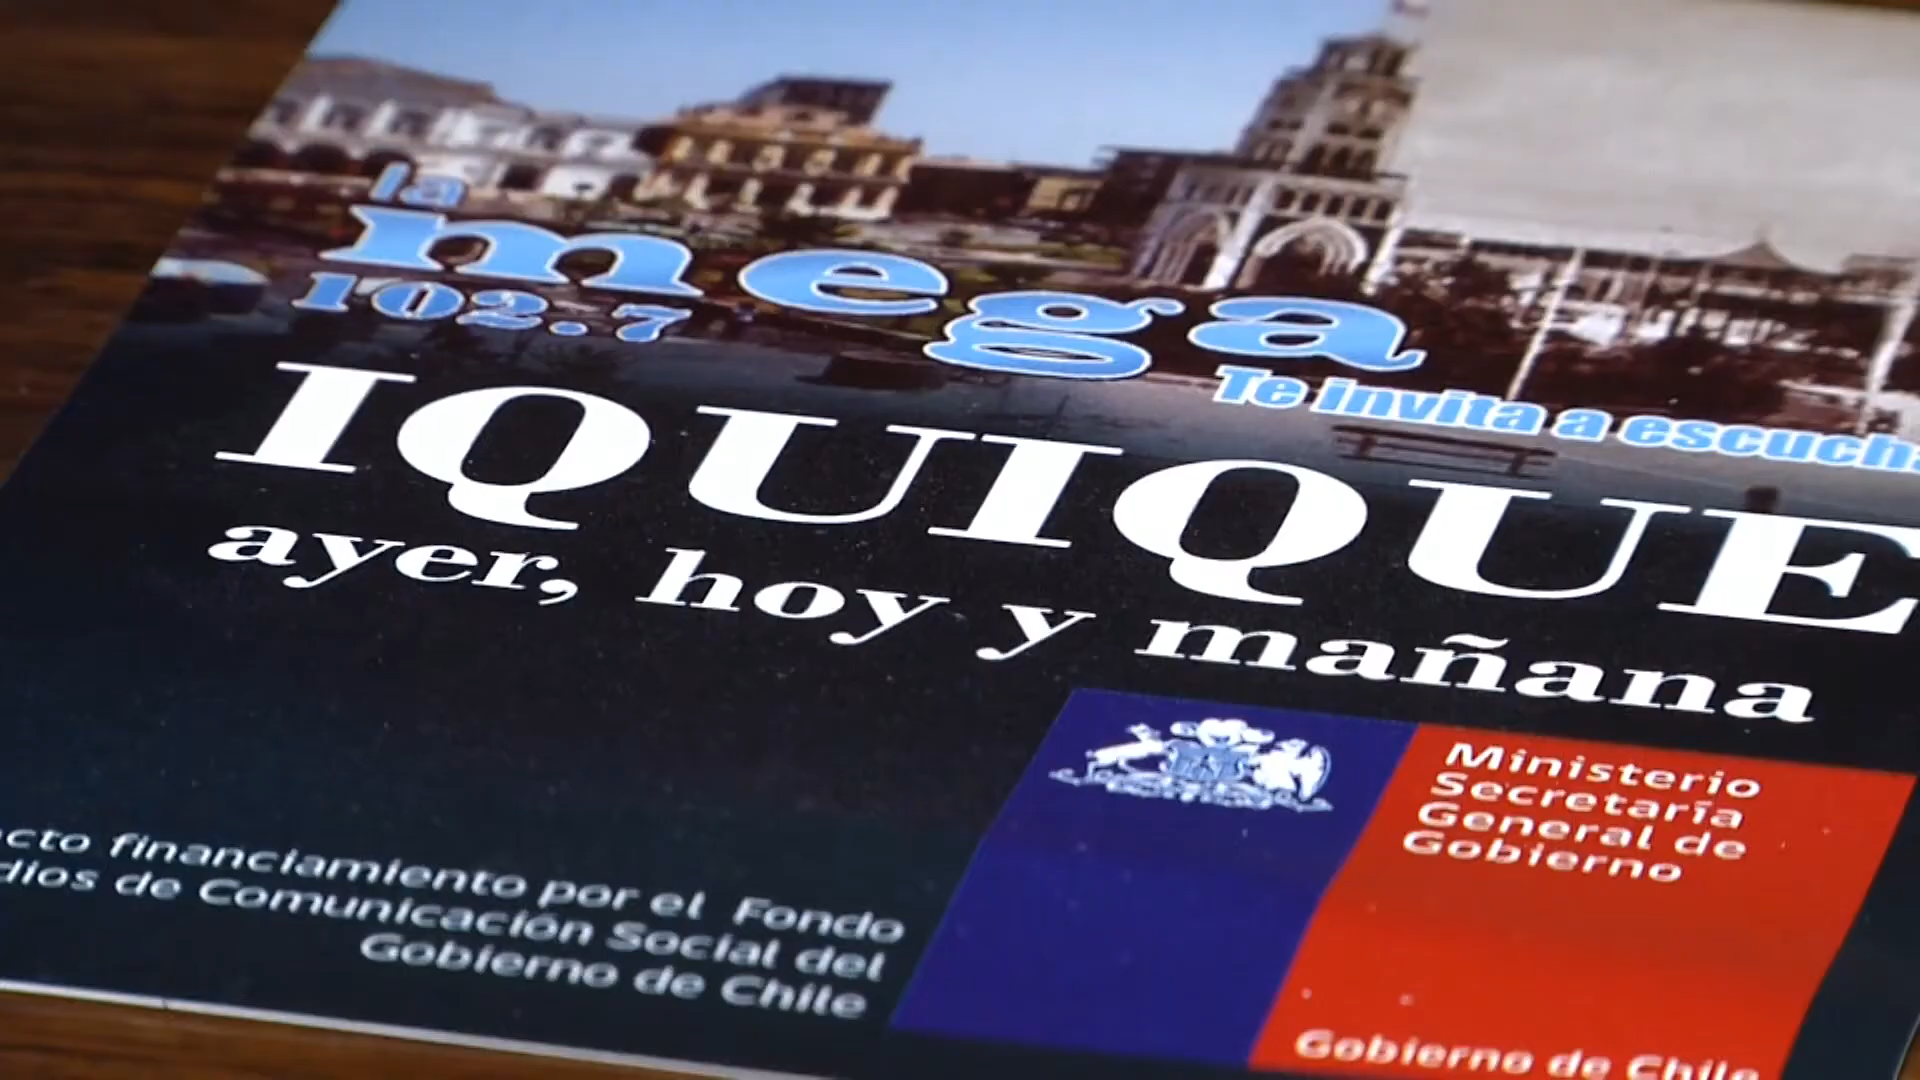 la
mega
102.7
Te invita a escucha
IQUIQUE
ayer, hoy y mañana
Ministerio
Secretaría
General de
Gobierno
cto financiamiento por el Fondo
dios de Comunicación Social del
Gobierno de Chile
Gobierno de Chile